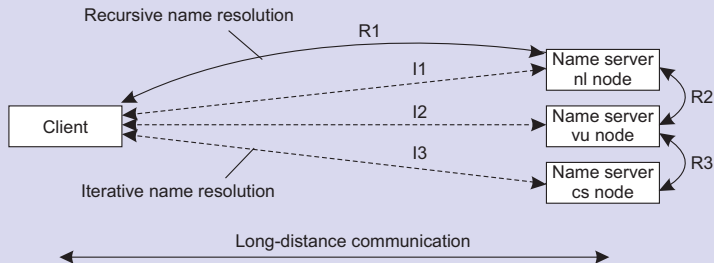 Recursive name resolution
R1
Name server
nl node
I1
R2
Client
I2
Name server
vu node
I3
R3
Name server
cs node
Iterative name resolution
Long-distance communication